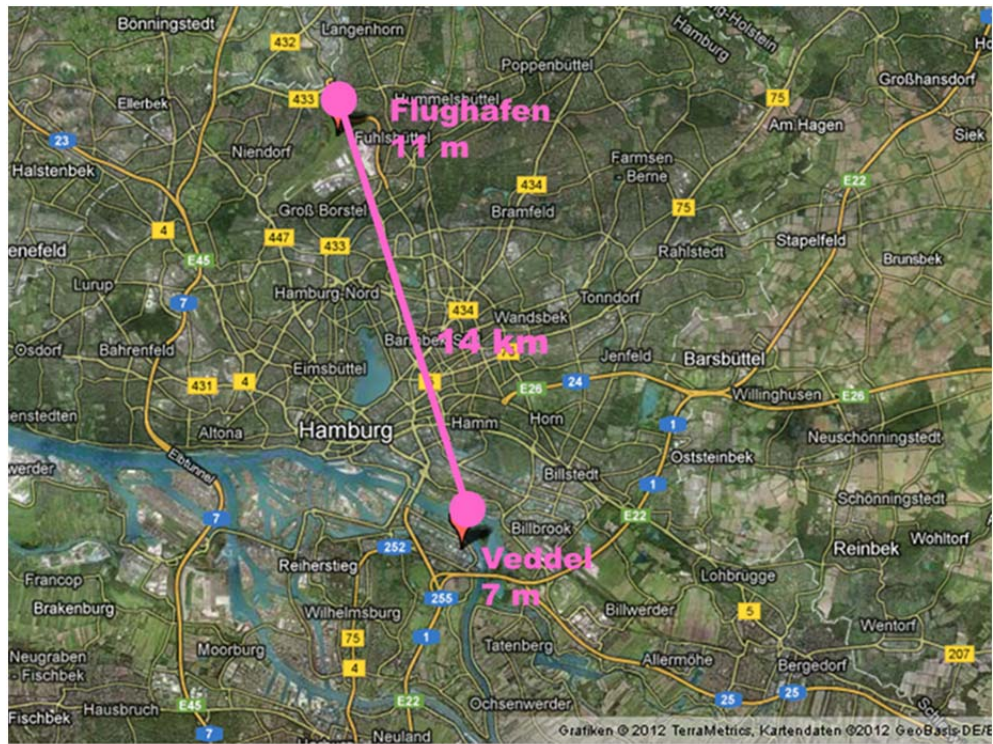 Bönningstedt
Langenhorn
432
Hamburg
Poppenbüttel
Großhansdorf
433
Hummelsbüttel
75
Ellerbek
Flughafen
Am Hagen
23
Fuhlsbüttel
11 m
Siek
Niendorf
Halstenbek
Farmsen
- Berne
E22
434
Groß Borstel
Bramfeld
75
4
447
433
Stapelfeld
enefeld
Rahlstedt
E45
Brunsbek
Lurup
7
Hamburg-Nord
Tonndorf
434
Wandsbek
14 km
Osdorf
Bahrenfeld
Jenfeld
Barsbüttel
Eimsbüttel
431
4
E26
24
Willinghusen
E26
enstedten
Altona
Hamburg
Hamm
Horn
1
Neuschönningstedt
werder
Elbtunnel
Oststeinbek
Billstedt
1
Schönningstedt
7
E22
Billbrook
252
Reinbek
Wohltorf
Veddel
Reiherstieg
7 m
Francop
Lohbrügge
255
Brakenburg
Wilhelmsburg
Billwerder
5
Wentorf
75
1
Moorburg
Tatenberg
207
Neugraben
- Fischbek
4
Allermöhe
Bergedorf
25
25
Fischbek
Hausbruch
E45
E22
Ochsenwerder
7
Neuland
Grafiken ©2012 TerraMetrics, Kartendaten ©2012 GeoBasis-DE/B